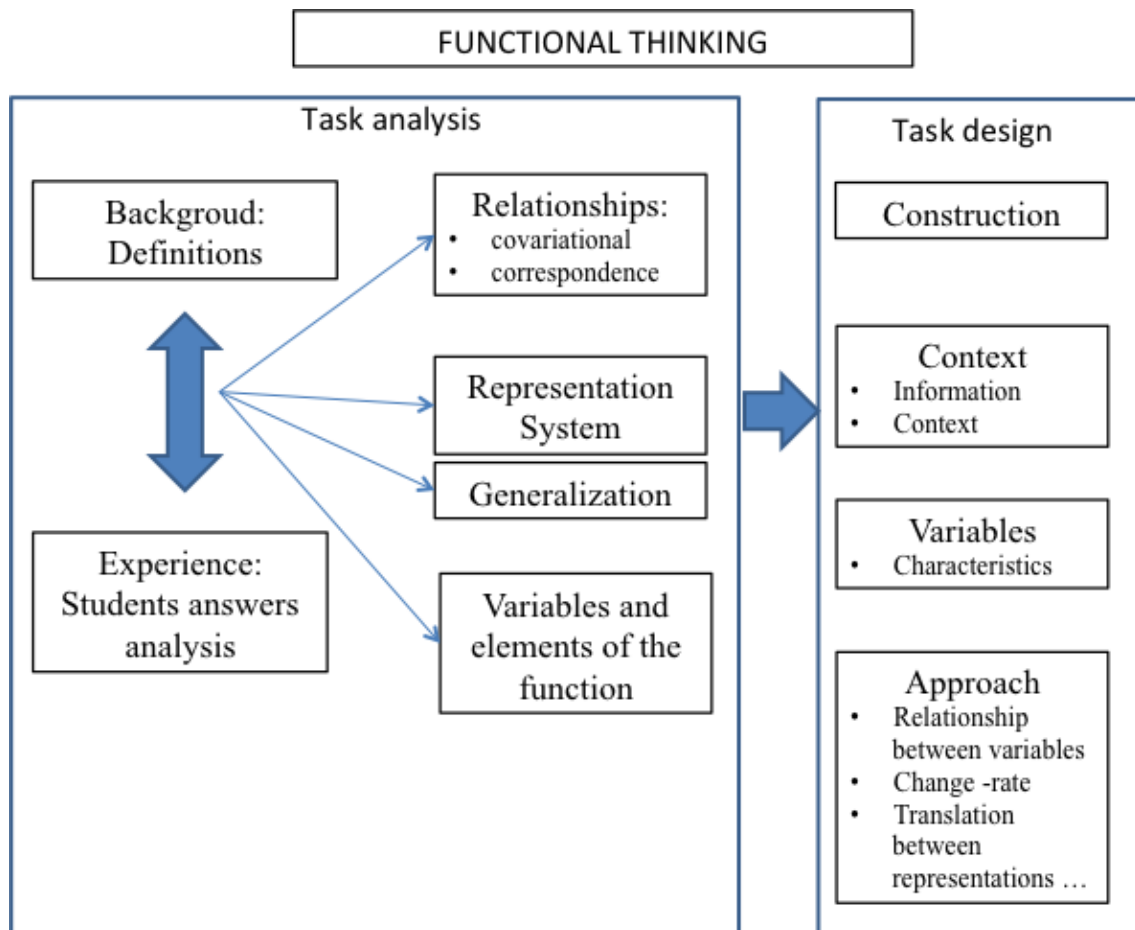 FUNCTIONAL THINKING
Task analysis
Backgroud:
Definitions
Experience:
Students answers
analysis
Relationships:
• covariational
• correspondence
Representation
System
Generalization
Variables and
elements of the
function
Task design
Construction
Context
• Information
• Context
Variables
• Characteristics
Approach
• Relationship
between variables
• Change -rate
• Translation
between
representations …